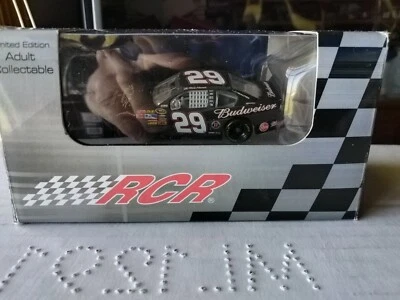 Limited Edition
Adult
Collectable
29
29 Budweiser
RCR®